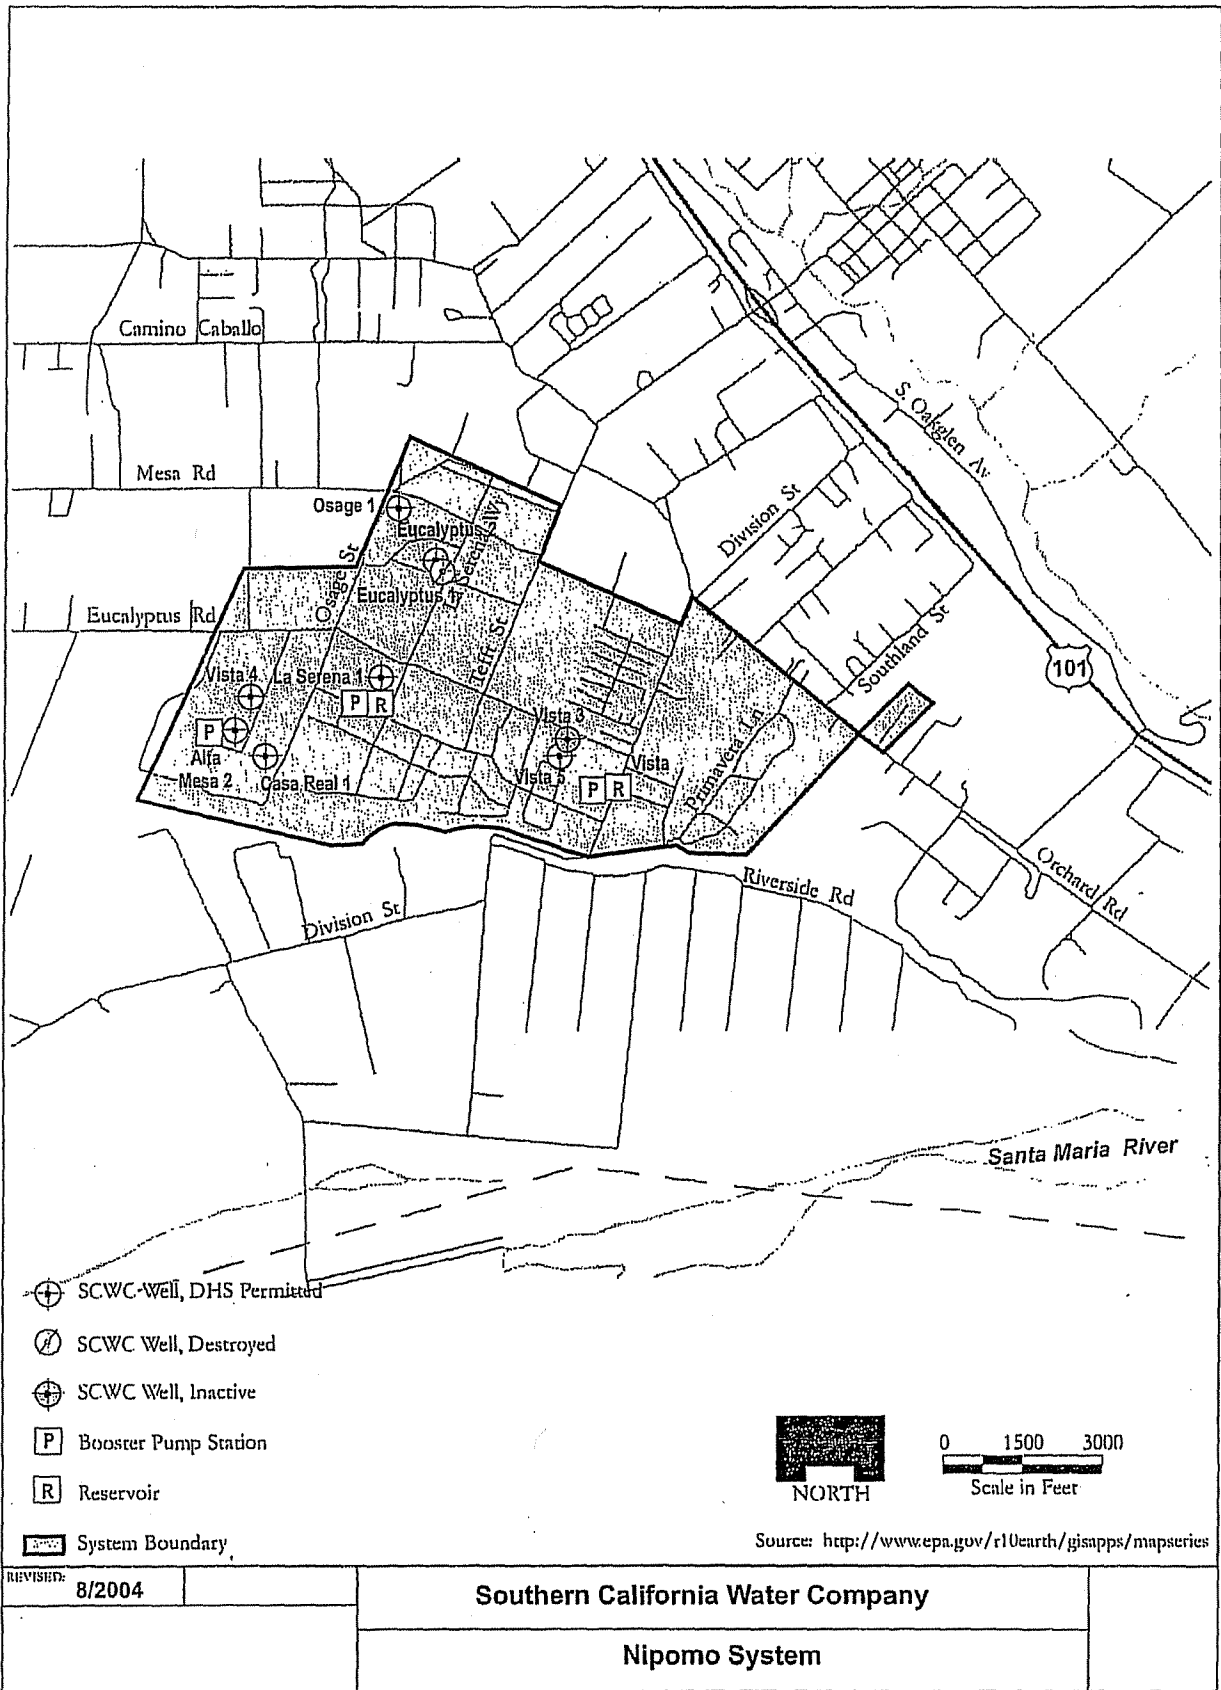 Camino Caballo
S. Oakglen Av
Mesa Rd
Osage 1
Division St
Eucalyptus
La Serena Wy
Osage St
Eucalyptus 1
Eucalyptus Rd
Tefft St
Southland St
101
Vista 4
La Serena 1
P R
Vista 3
Primavera Ln
P
Alta
Mesa 2
Casa Real 1
Vista 5
Vista
P R
Orchard Rd
Riverside Rd
Division St
Santa Maria River
SCWC Well, DHS Permitted
SCWC Well, Destroyed
SCWC Well, Inactive
P Booster Pump Station
R Reservoir
System Boundary
NORTH
0 1500 3000
Scale in Feet
Source: http://www.epa.gov/r10earth/gisapps/mapseries
REVISED:
8/2004
Southern California Water Company
Nipomo System